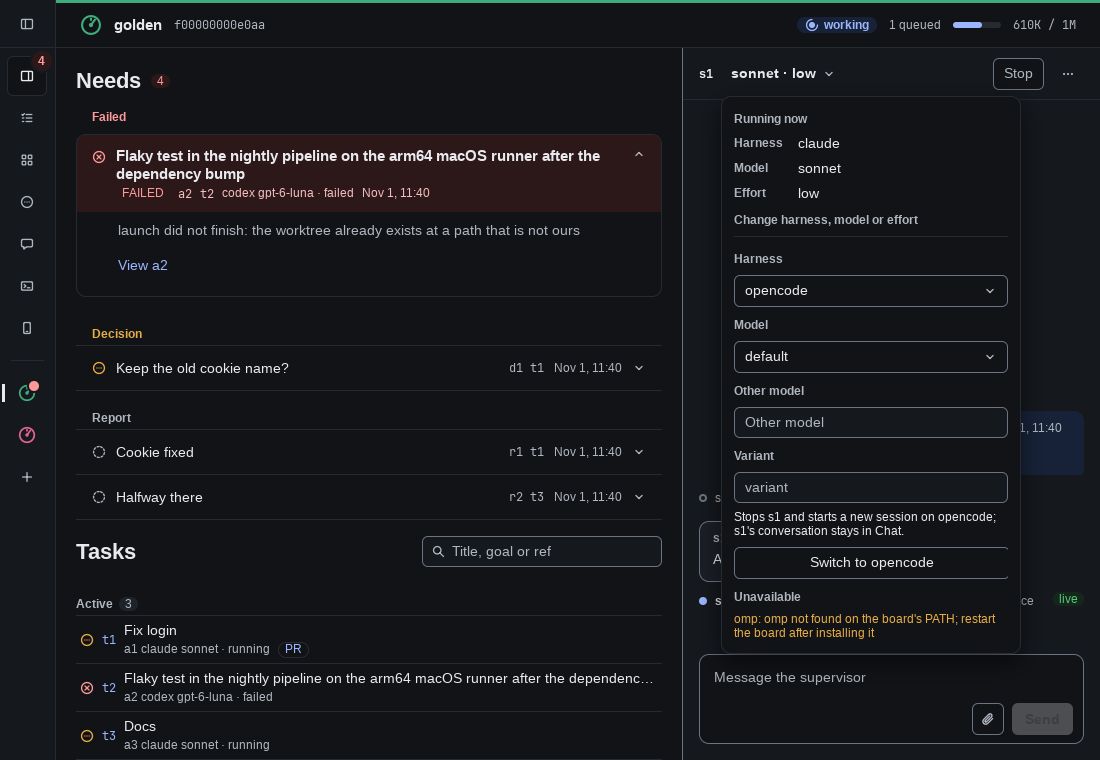 golden f00000000e0aa
working 1 queued 610K / 1M
4
Needs 4
Failed
Flaky test in the nightly pipeline on the arm64 macOS runner after the
dependency bump
FAILED a2 t2 codex gpt-6-luna · failed Nov 1, 11:40
launch did not finish: the worktree already exists at a path that is not ours
View a2
Decision
Keep the old cookie name? d1 t1 Nov 1, 11:40
Report
Cookie fixed r1 t1 Nov 1, 11:40
Halfway there r2 t3 Nov 1, 11:40
Tasks Title, goal or ref
Active 3
t1 Fix login
a1 claude sonnet · running PR
t2 Flaky test in the nightly pipeline on the arm64 macOS runner after the dependenc…
a2 codex gpt-6-luna · failed
t3 Docs
a3 claude sonnet · running
s1 sonnet · low Stop
Running now
Harness claude
Model sonnet
Effort low
Change harness, model or effort
Harness
opencode
Model
default
Other model
Other model
Variant
variant
Stops s1 and starts a new session on opencode;
s1's conversation stays in Chat.
Switch to opencode
Unavailable
omp: omp not found on the board's PATH; restart
the board after installing it
1, 11:40
live
Message the supervisor
Send